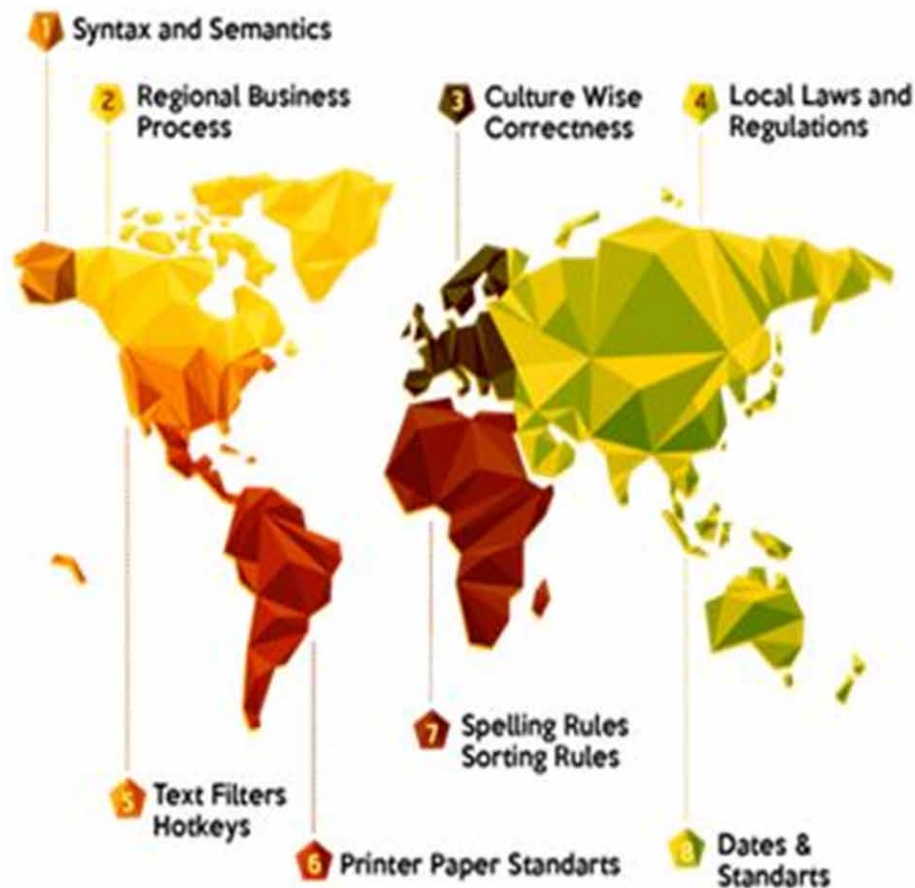 1 Syntax and Semantics
2 Regional Business
Process
3 Culture Wise
Correctness
4 Local Laws and
Regulations
5 Text Filters
Hotkeys
6 Printer Paper Standarts
7 Spelling Rules
Sorting Rules
8 Dates &
Standarts